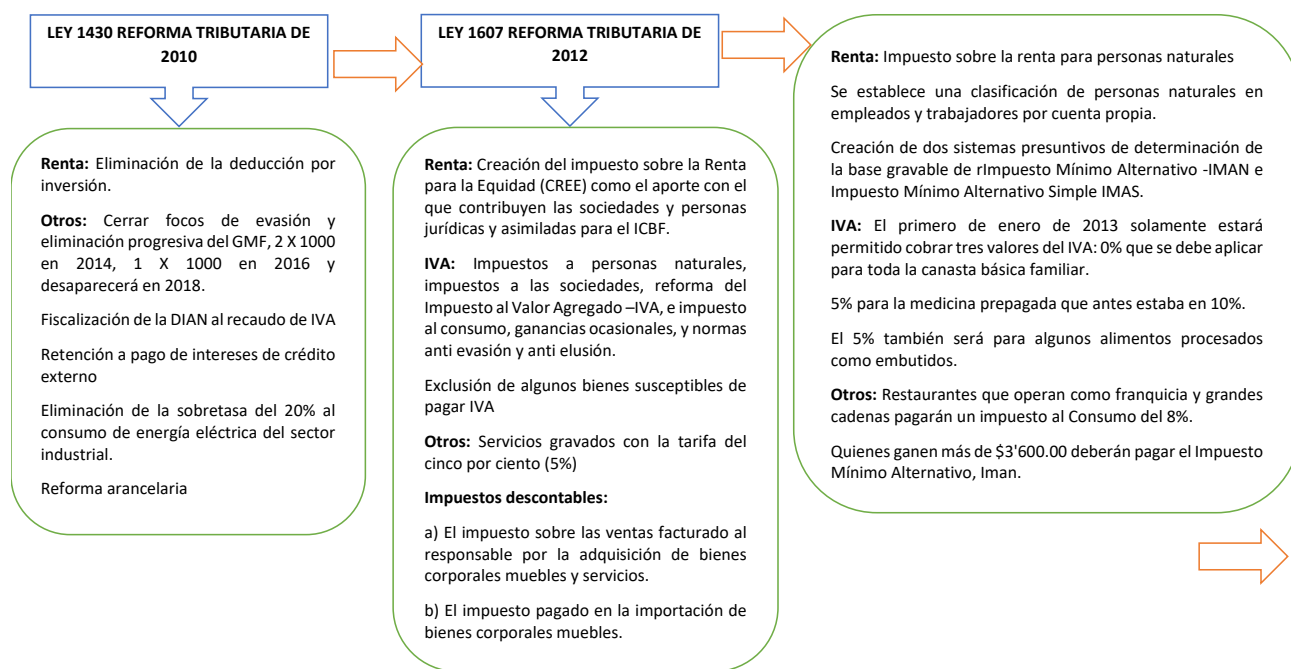 LEY 1430 REFORMA TRIBUTARIA DE
2010
Renta: Eliminación de la deducción por
inversión.
Otros: Cerrar focos de evasión y
eliminación progresiva del GMF, 2 X 1000
en 2014, 1 X 1000 en 2016 y
desaparecerá en 2018.
Fiscalización de la DIAN al recaudo de IVA
Retención a pago de intereses de crédito
externo
Eliminación de la sobretasa del 20% al
consumo de energía eléctrica del sector
industrial.
Reforma arancelaria
LEY 1607 REFORMA TRIBUTARIA DE
2012
Renta: Creación del impuesto sobre la Renta
para la Equidad (CREE) como el aporte con el
que contribuyen las sociedades y personas
jurídicas y asimiladas para el ICBF.
IVA: Impuestos a personas naturales,
impuestos a las sociedades, reforma del
Impuesto al Valor Agregado –IVA, e impuesto
al consumo, ganancias ocasionales, y normas
anti evasión y anti elusión.
Exclusión de algunos bienes susceptibles de
pagar IVA
Otros: Servicios gravados con la tarifa del
cinco por ciento (5%)
Impuestos descontables:
a) El impuesto sobre las ventas facturado al
responsable por la adquisición de bienes
corporales muebles y servicios.
b) El impuesto pagado en la importación de
bienes corporales muebles.
Renta: Impuesto sobre la renta para personas naturales
Se establece una clasificación de personas naturales en
empleados y trabajadores por cuenta propia.
Creación de dos sistemas presuntivos de determinación de
la base gravable de rImpuesto Mínimo Alternativo -IMAN e
Impuesto Mínimo Alternativo Simple IMAS.
IVA: El primero de enero de 2013 solamente estará
permitido cobrar tres valores del IVA: 0% que se debe aplicar
para toda la canasta básica familiar.
5% para la medicina prepagada que antes estaba en 10%.
El 5% también será para algunos alimentos procesados
como embutidos.
Otros: Restaurantes que operan como franquicia y grandes
cadenas pagarán un impuesto al Consumo del 8%.
Quienes ganen más de $3'600.00 deberán pagar el Impuesto
Mínimo Alternativo, Iman.